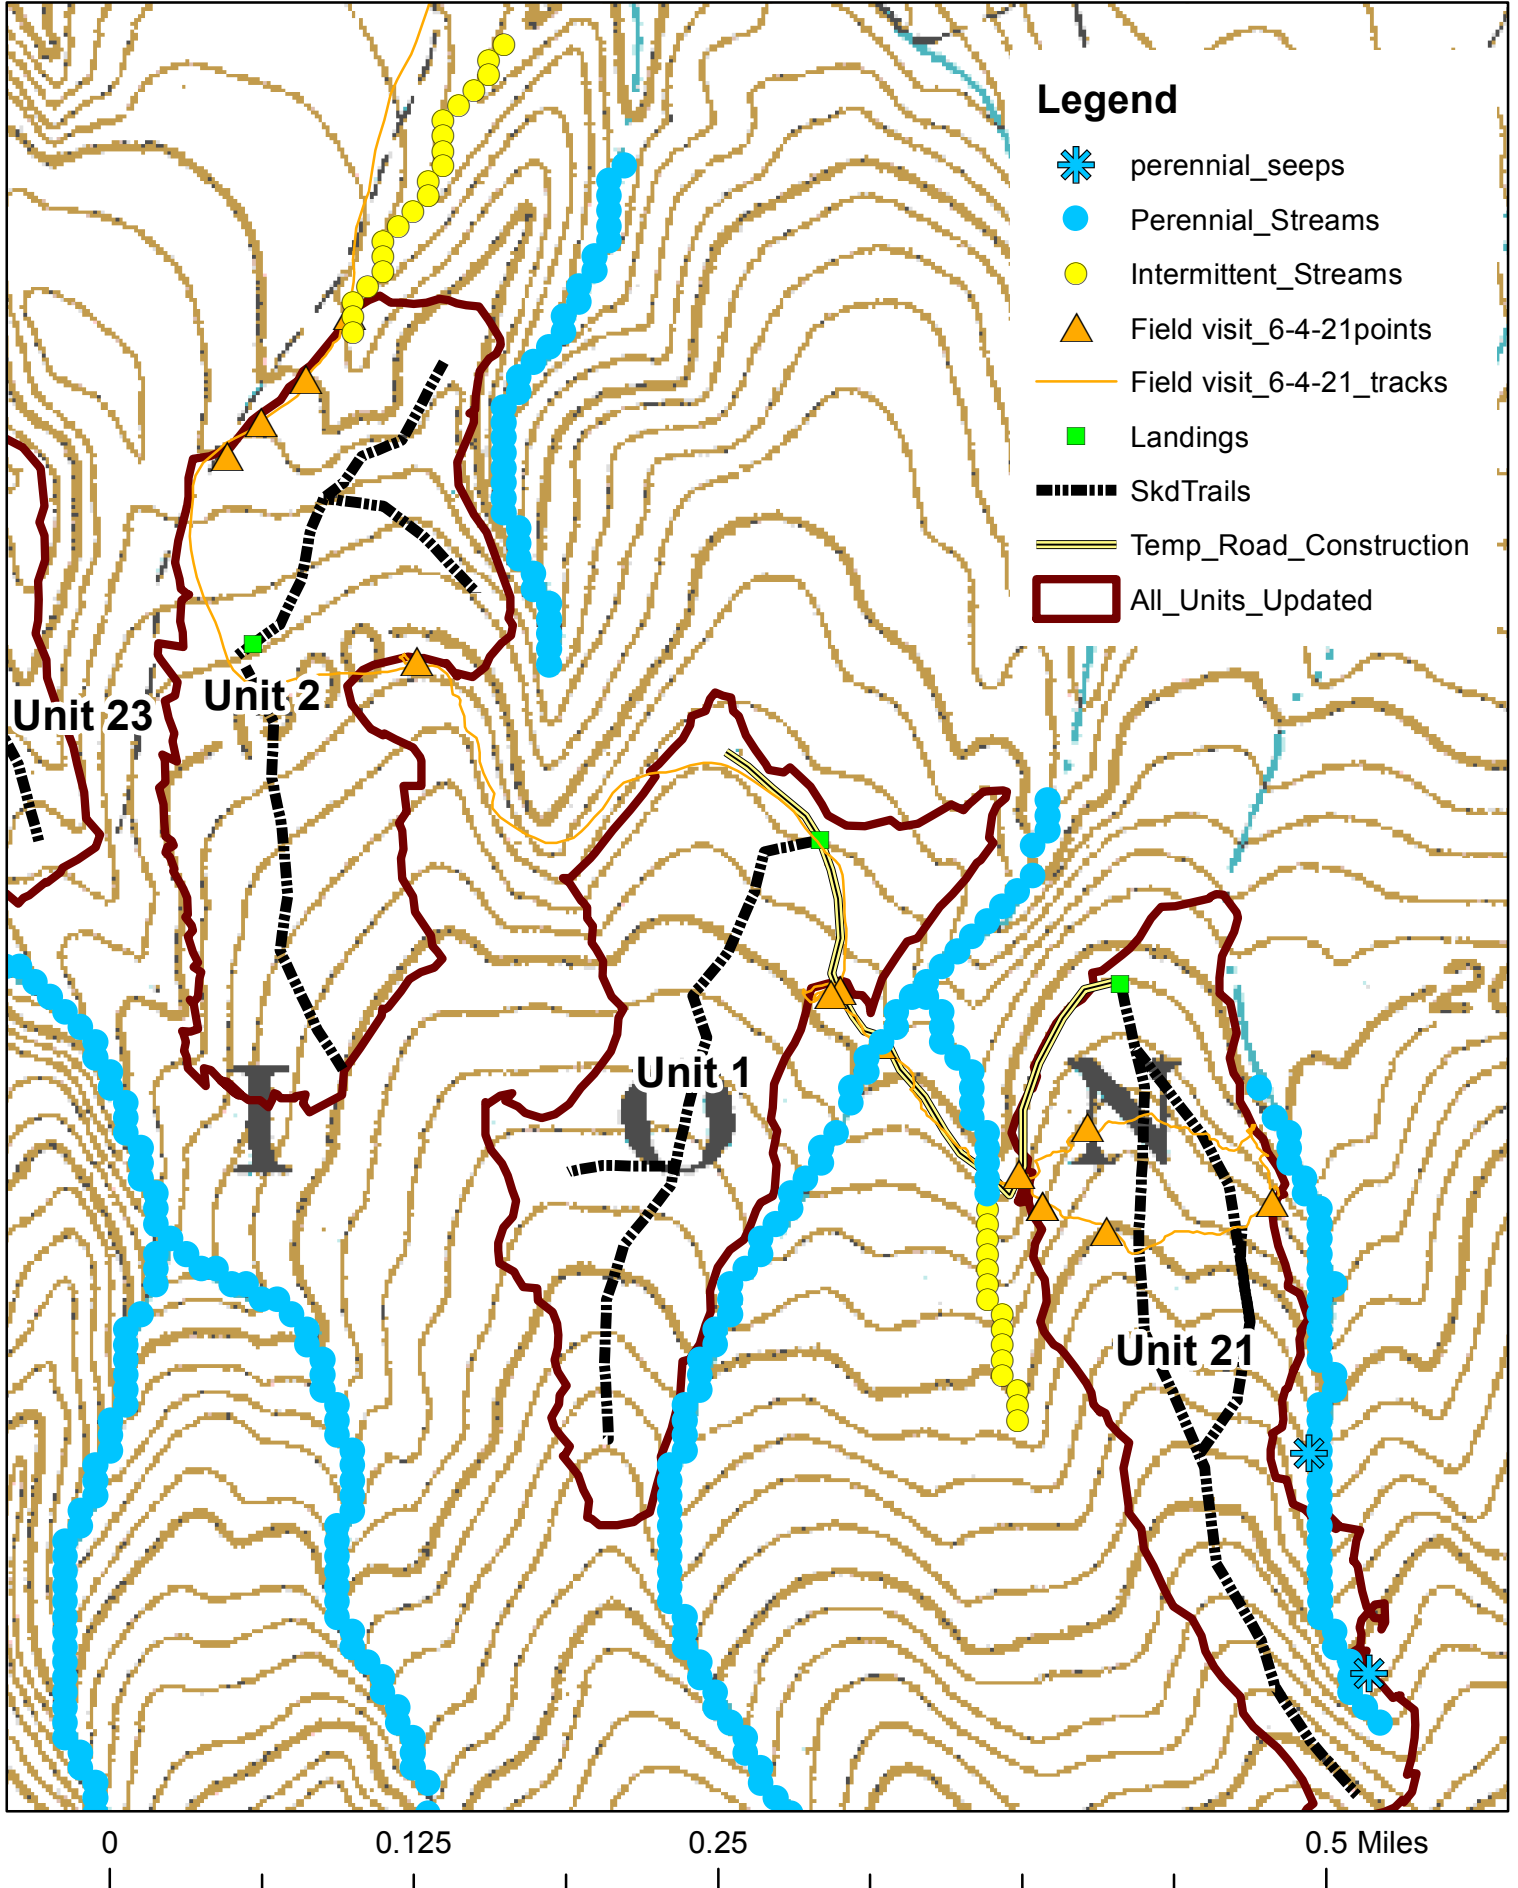 Legend
perennial_seeps
Perennial_Streams
Intermittent_Streams
Field visit_6-4-21points
Field visit_6-4-21_tracks
Landings
SkdTrails
Temp_Road_Construction
All_Units_Updated
Unit 2
Unit 23
Unit 1
I O N
Unit 21
0 0.125 0.25 0.5 Miles